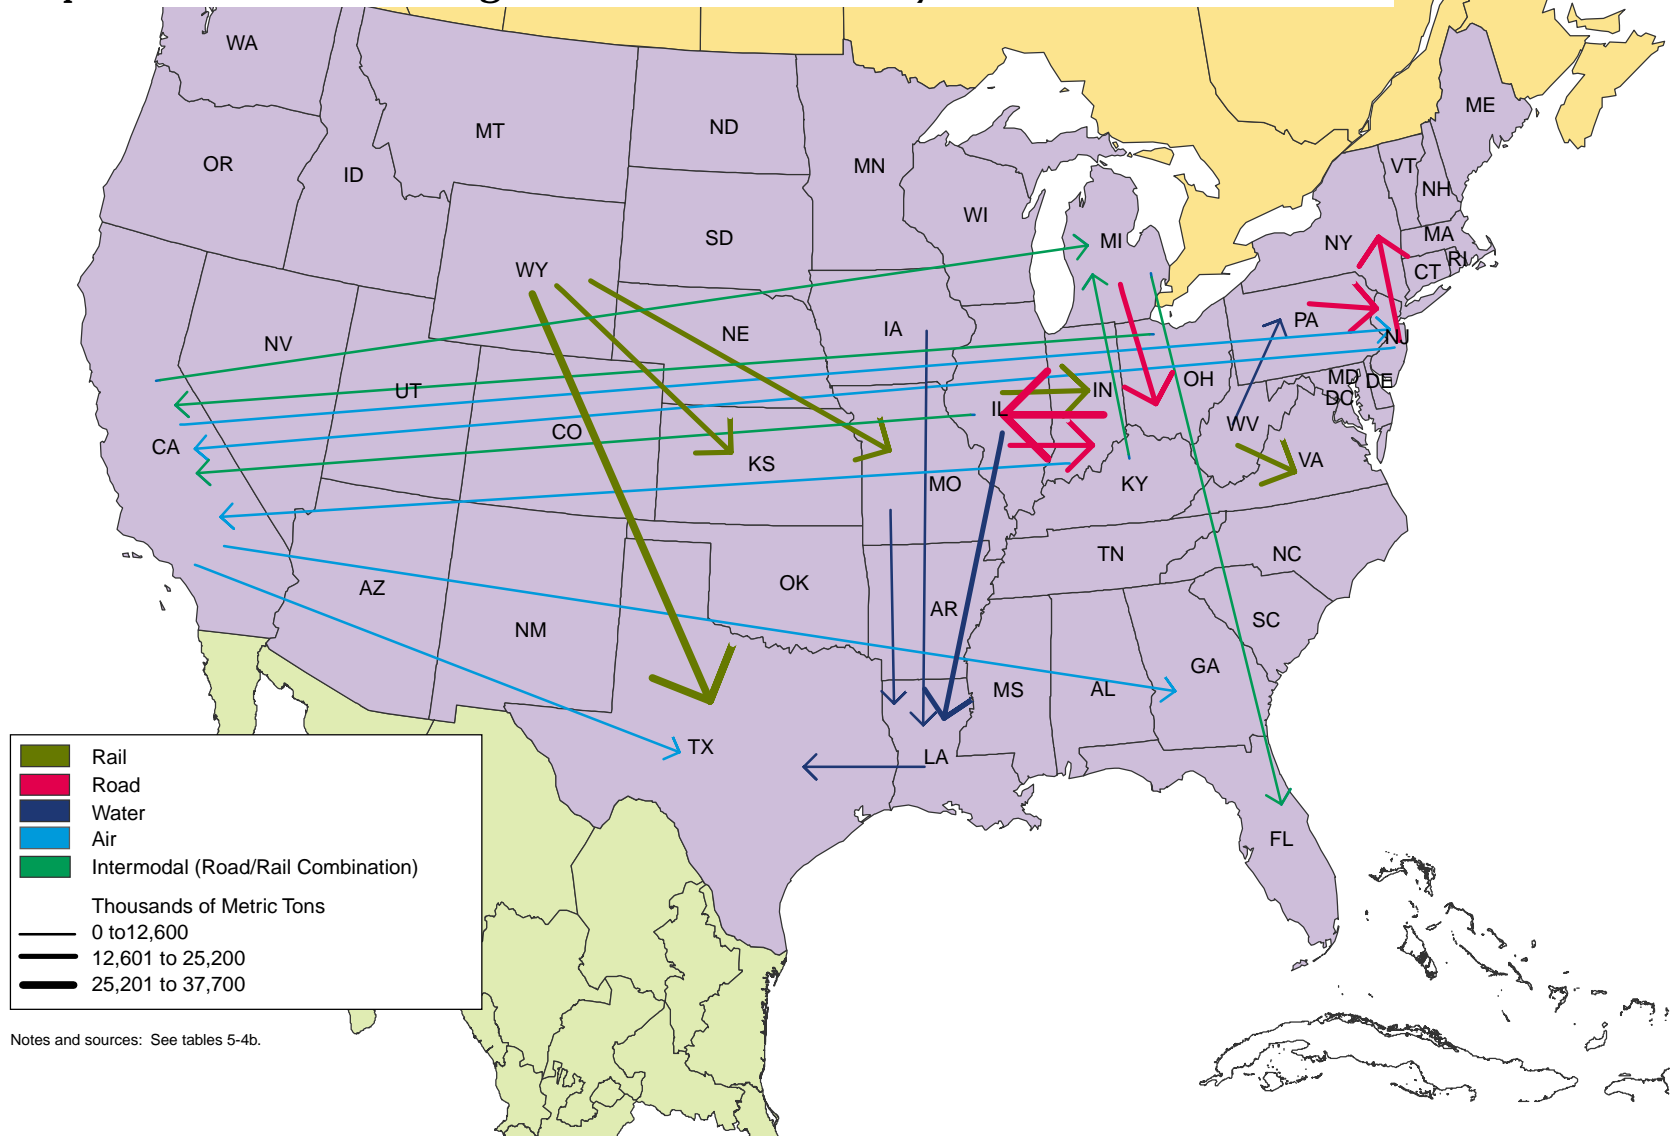 WA
ME
ND
MT
OR
MN
VT
ID
NH
WI
MA
SD
MI
NY
RI
WY
CT
PA
IA
NE
NJ
NV
MD
DE
OH
IN
UT
DC
IL
WV
CO
CA
VA
KS
MO
KY
TN
NC
OK
AZ
AR
SC
NM
GA
MS
AL
TX
LA
FL
Rail
Road
Water
Air
Intermodal (Road/Rail Combination)
Thousands of Metric Tons
0 to12,600
12,601 to 25,200
25,201 to 37,700
Notes and sources:  See tables 5-4b.